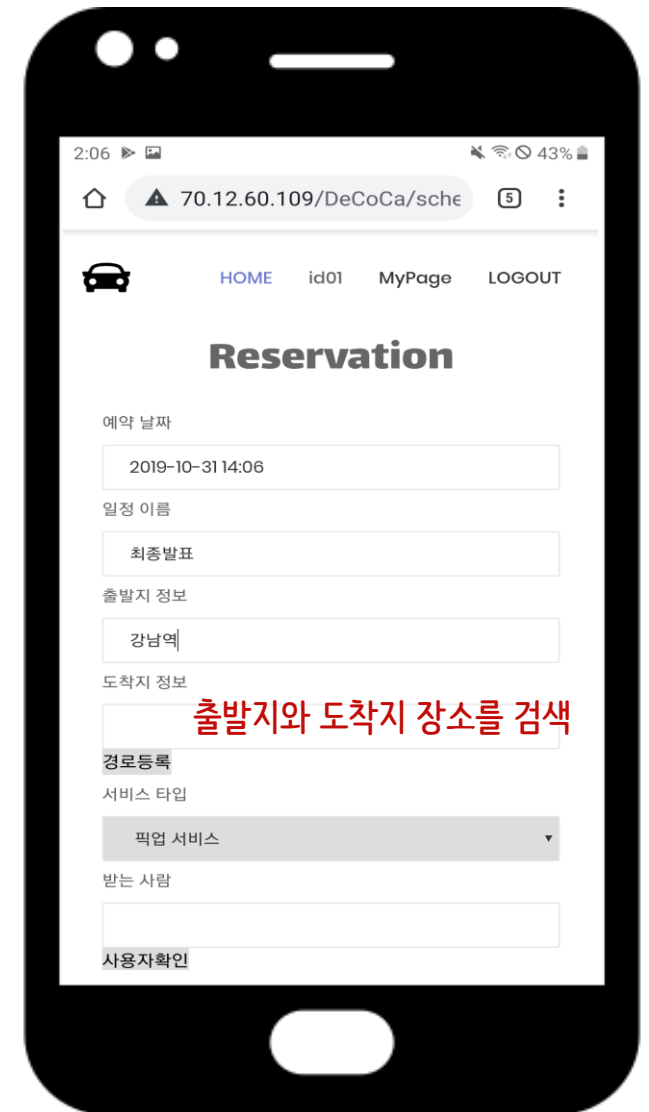 2:06 43%
70.12.60.109/DeCoCa/sche 5
HOME id01 MyPage LOGOUT
Reservation
예약 날짜
2019-10-31 14:06
일정 이름
최종발표
출발지 정보
강남역
도착지 정보
출발지와 도착지 장소를 검색
경로등록
서비스 타입
픽업 서비스
받는 사람
사용자확인